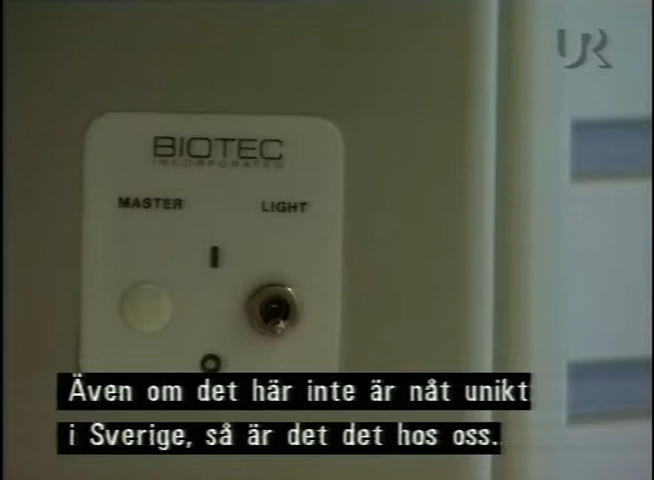 UR
BIOTEC
INCORPORATED
MASTER LIGHT
I
O
Även om det här inte är nåt unikt
i Sverige, så är det det hos oss.